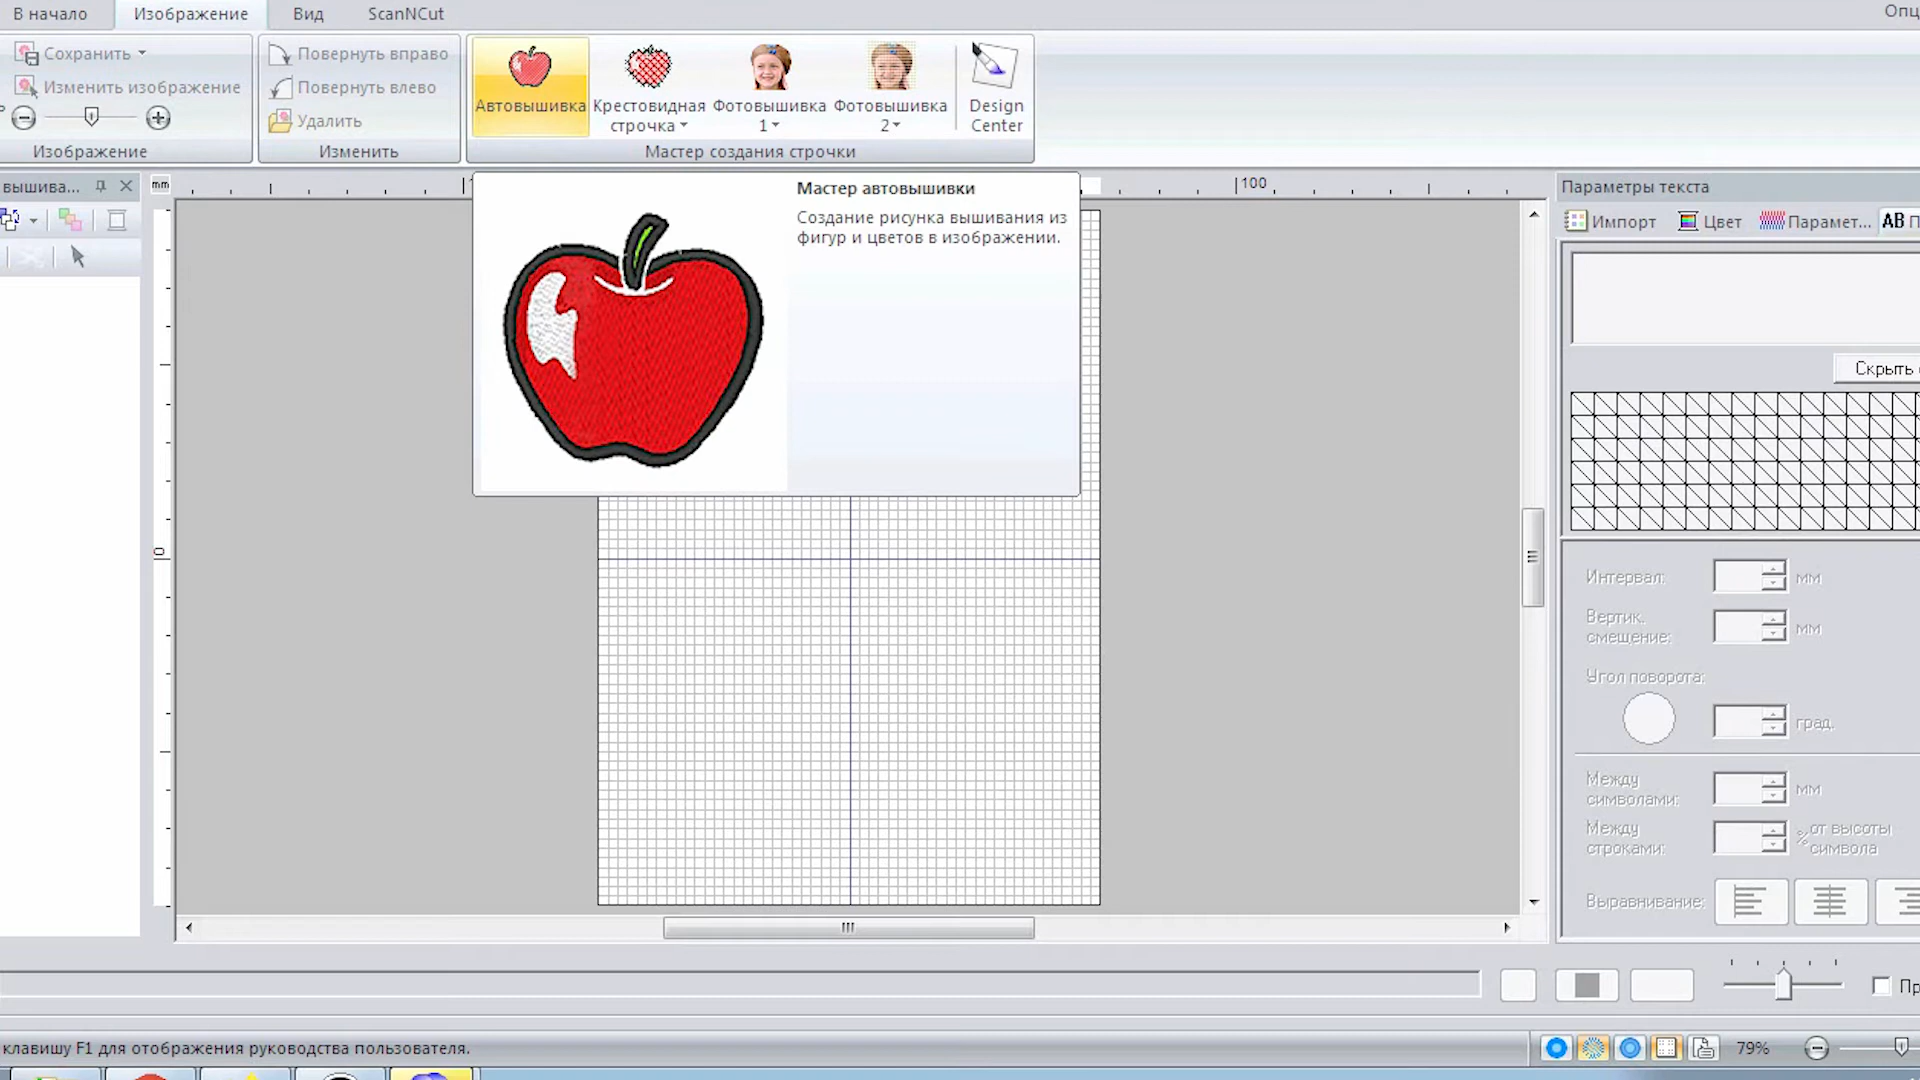 В начало
Изображение
Вид
ScanNCut
Сохранить
Изменить изображение
Изображение
Повернуть вправо
Повернуть влево
Удалить
Изменить
Автовышивка
Крестовидная
строчка
Фотовышивка
1
Фотовышивка
2
Design
Center
Мастер создания строчки
вышива...
mm
100
0
Мастер автовышивки
Создание рисунка вышивания из
фигур и цветов в изображении.
Параметры текста
Импорт
Цвет
Парамет...
AB
Скрыть
Интервал:
мм
Вертик.
смещение:
мм
Угол поворота:
град.
Между
символами:
мм
Между
строками:
% от высоты
символа
Выравнивание:
клавишу F1 для отображения руководства пользователя.
79%